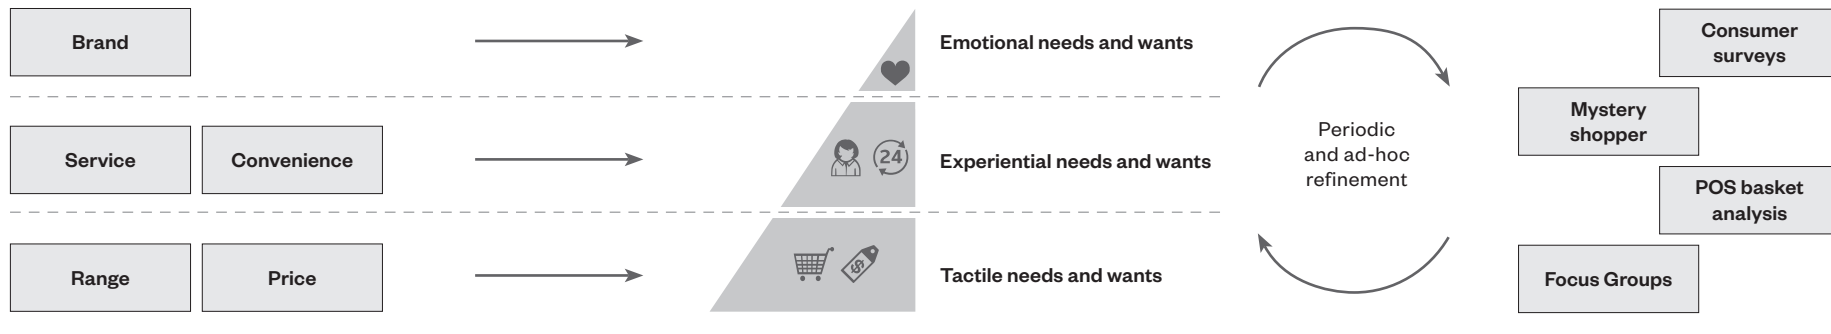 Brand
Emotional needs and wants
Service
Convenience
24
Experiential needs and wants
Range
Price
$
Tactile needs and wants
Periodic
and ad-hoc
refinement
Consumer
surveys
Mystery
shopper
POS basket
analysis
Focus Groups